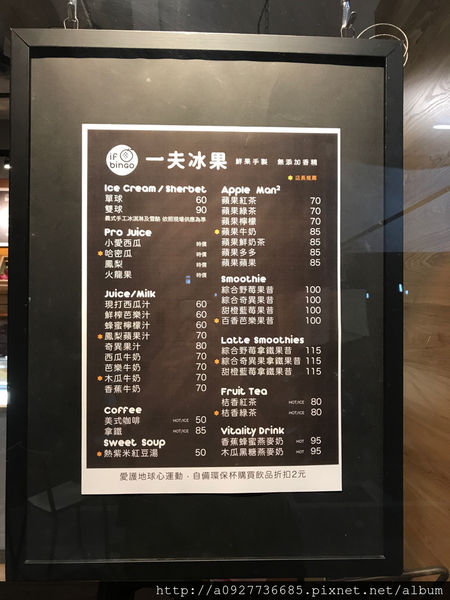 if bingo
一夫冰果 鮮果手製 無添加香精
店長推薦
Ice Cream / Sherbet
單球 60
雙球 90
義式手工冰淇淋及雪酪 依照現場供應為準
Pro Juice
小愛西瓜 時價
哈密瓜 時價
鳳梨 時價
火龍果 時價
Juice/Milk
現打西瓜汁 60
鮮榨芭樂汁 60
蜂蜜檸檬汁 60
鳳梨蘋果汁 70
奇異果汁 80
西瓜牛奶 70
芭樂牛奶 70
木瓜牛奶 70
香蕉牛奶 70
Coffee
美式咖啡 HOT/ICE 50
拿鐵 HOT/ICE 85
Sweet Soup
熱紫米紅豆湯 50
Apple Man²
蘋果紅茶 70
蘋果綠茶 70
蘋果檸檬 70
蘋果牛奶 85
蘋果鮮奶茶 85
蘋果多多 85
蘋果蘋果 85
Smoothie
綜合野莓果昔 100
綜合奇異果昔 100
甜橙藍莓果昔 100
百香芭樂果昔 100
Latte Smoothies
綜合野莓拿鐵果昔 115
綜合奇異果拿鐵果昔 115
甜橙藍莓拿鐵果昔 115
Fruit Tea
桔香紅茶 HOT/ICE 80
桔香綠茶 HOT/ICE 80
Vitality Drink
香蕉蜂蜜燕麥奶 HOT 95
木瓜黑糖燕麥奶 HOT 95
愛護地球心運動，自備環保杯購買飲品折扣2元
http://a0927736685.pixnet.net/album